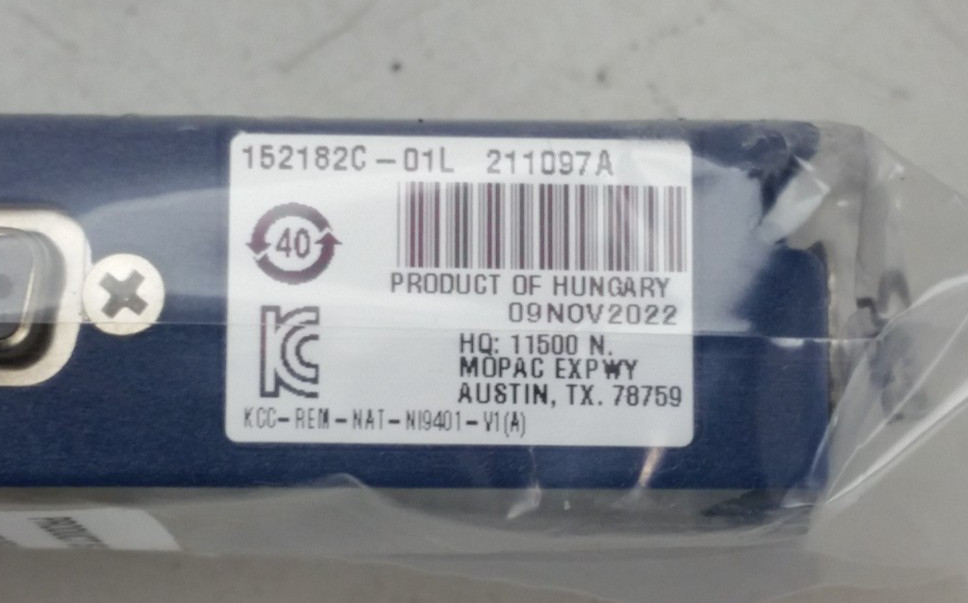 152182C-01L 211097A
40
PRODUCT OF HUNGARY
09NOV2022
HQ: 11500 N.
MOPAC EXPWY
AUSTIN, TX. 78759
KCC-REM-NAT-NI9401-V1(A)